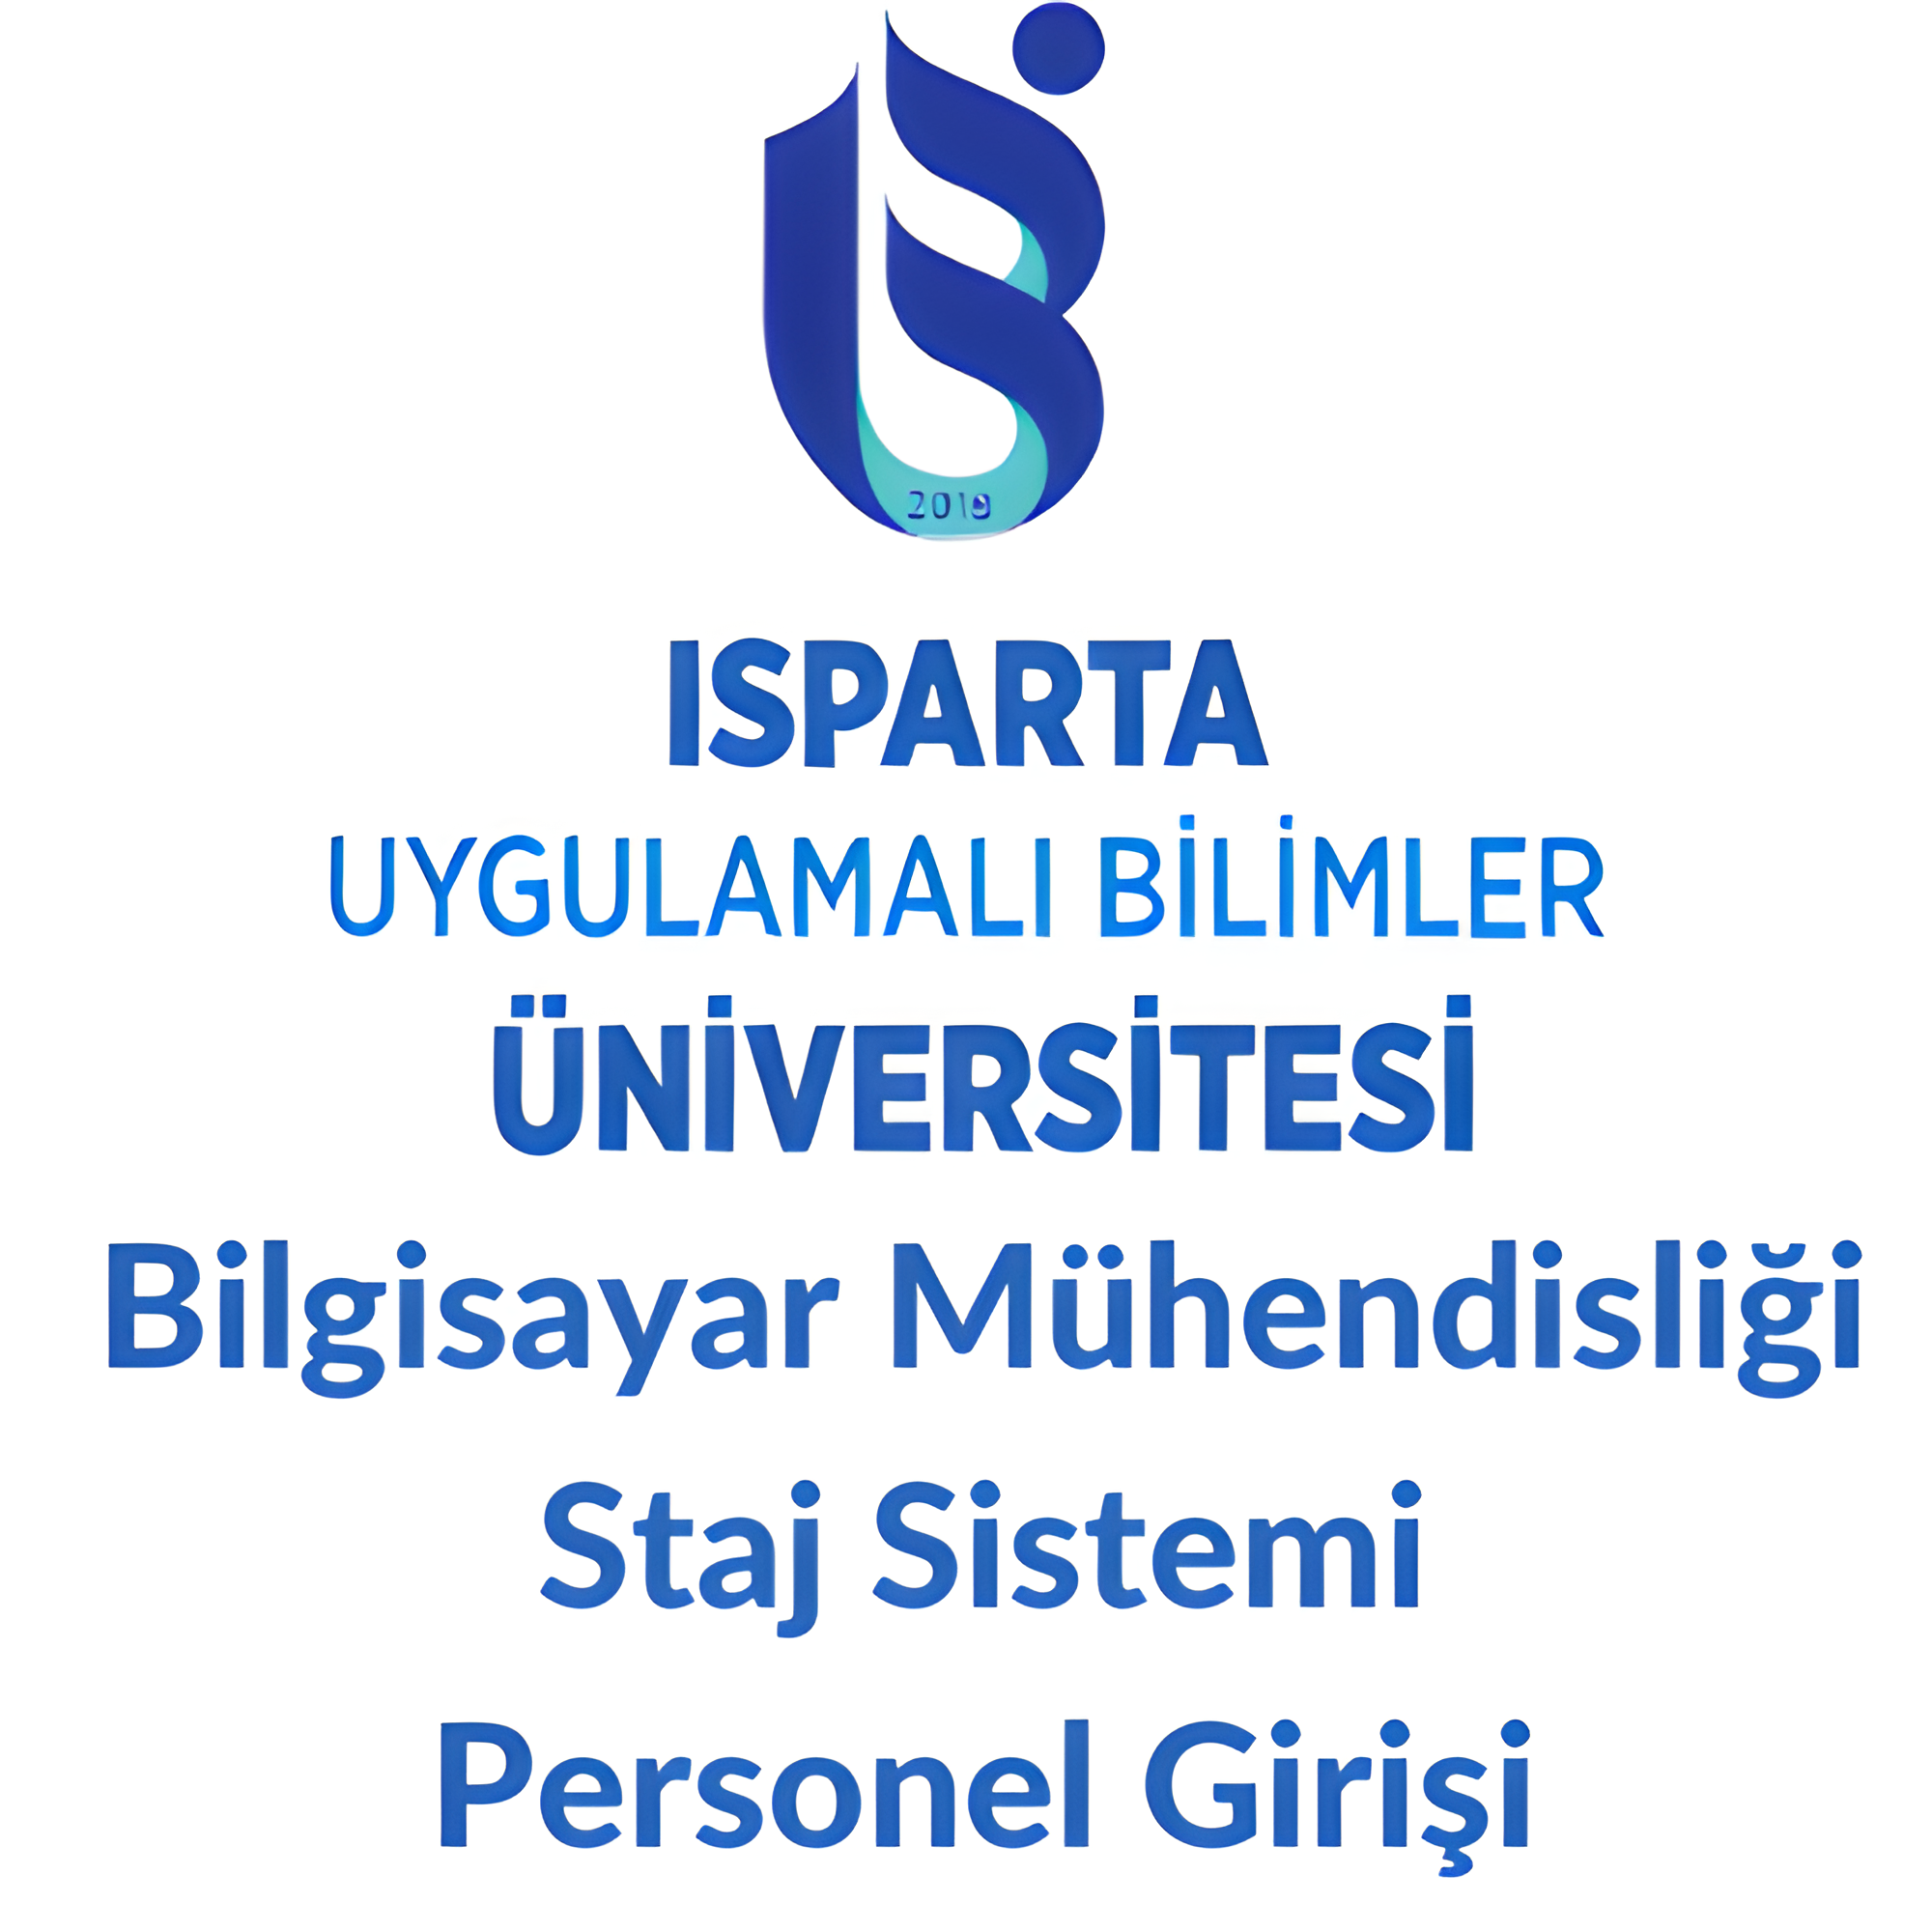 2019
ISPARTA
UYGULAMALI BİLİMLER
ÜNİVERSİTESİ
Bilgisayar Mühendisliği
Staj Sistemi
Personel Girişi